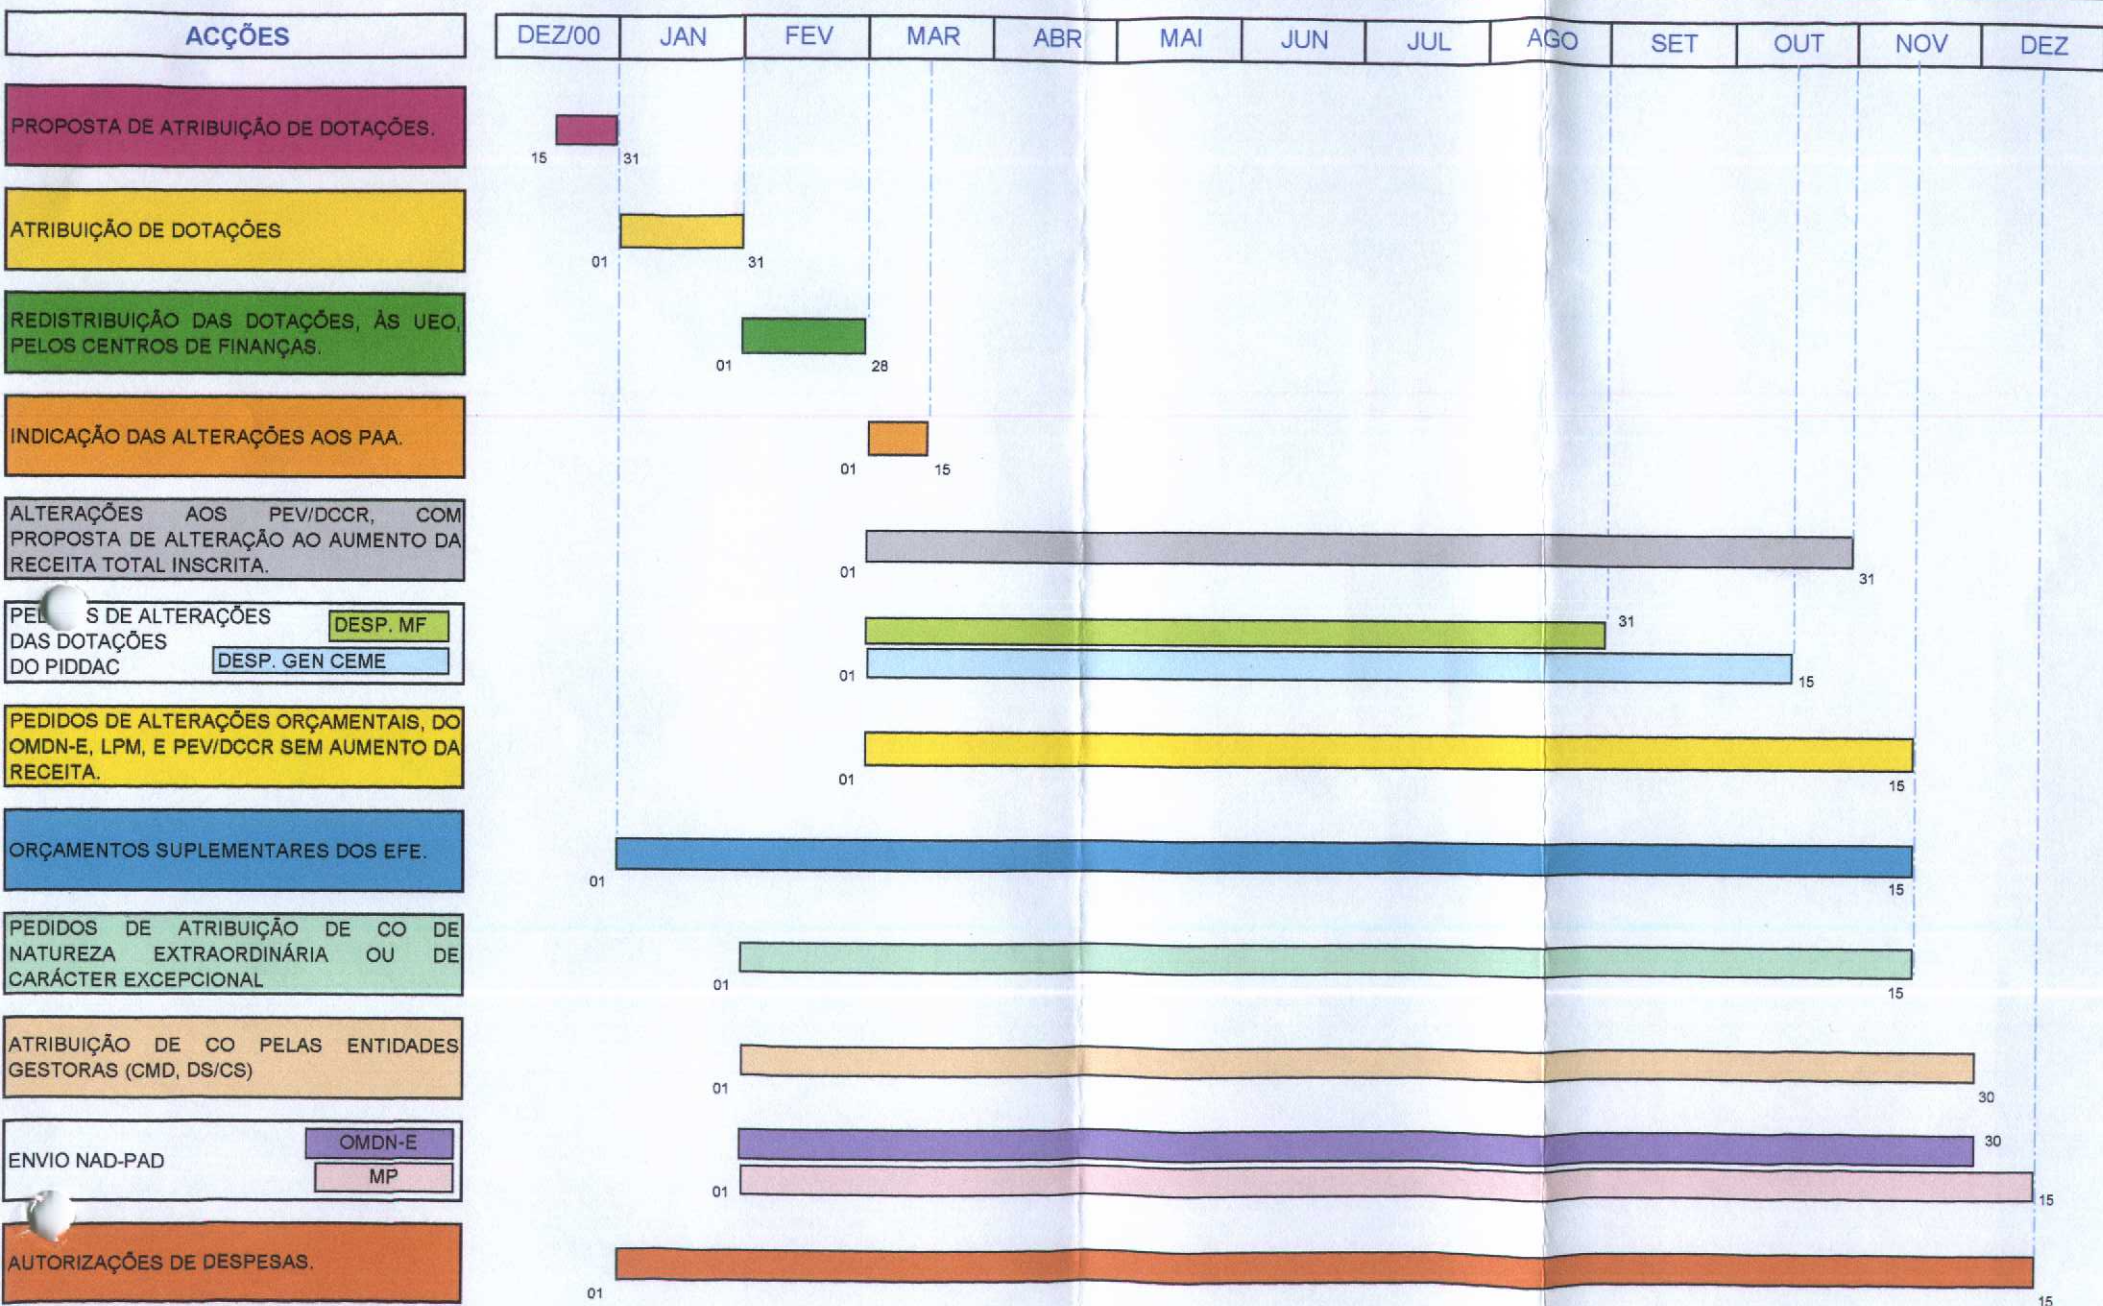 ACÇÕES
DEZ/00 JAN FEV MAR ABR MAI JUN JUL AGO SET OUT NOV DEZ
PROPOSTA DE ATRIBUIÇÃO DE DOTAÇÕES.
15 31
ATRIBUIÇÃO DE DOTAÇÕES
01 31
REDISTRIBUIÇÃO DAS DOTAÇÕES, ÀS UEO,
PELOS CENTROS DE FINANÇAS.
01 28
INDICAÇÃO DAS ALTERAÇÕES AOS PAA.
01 15
ALTERAÇÕES AOS PEV/DCCR, COM
PROPOSTA DE ALTERAÇÃO AO AUMENTO DA
RECEITA TOTAL INSCRITA.
01 31
S DE ALTERAÇÕES
DAS DOTAÇÕES
DO PIDDAC
DESP. MF
DESP. GEN CEME
31
01 15
PEDIDOS DE ALTERAÇÕES ORÇAMENTAIS, DO
OMDN-E, LPM, E PEV/DCCR SEM AUMENTO DA
RECEITA.
01 15
ORÇAMENTOS SUPLEMENTARES DOS EFE.
01 15
PEDIDOS DE ATRIBUIÇÃO DE CO DE
NATUREZA EXTRAORDINÁRIA OU DE
CARÁCTER EXCEPCIONAL
01 15
ATRIBUIÇÃO DE CO PELAS ENTIDADES
GESTORAS (CMD, DS/CS)
01 30
ENVIO NAD-PAD
OMDN-E
MP
30
01 15
AUTORIZAÇÕES DE DESPESAS.
01 15